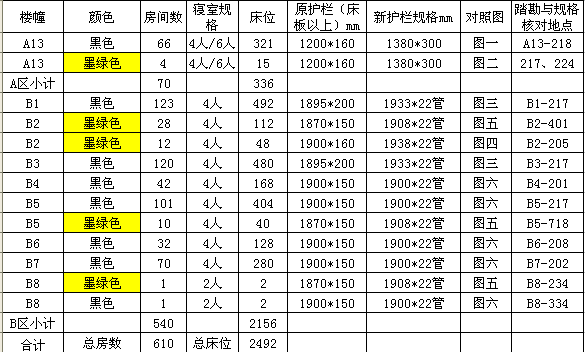 楼幢 颜色 房间数 寝室规格 床位 原护栏（床板以上）mm 新护栏规格mm 对照图 踏勘与规格核对地点
A13 黑色 66 4人/6人 321 1200*160 1380*300 图一 A13-218
A13 墨绿色 4 4人/6人 15 1200*160 1380*300 图二 217、224
A区小计 70 336
B1 黑色 123 4人 492 1895*200 1933*22管 图三 B1-217
B2 墨绿色 28 4人 112 1870*150 1908*22管 图五 B2-401
B2 墨绿色 12 4人 48 1900*160 1938*22管 图四 B2-205
B3 黑色 120 4人 480 1895*200 1933*22管 图三 B3-217
B4 黑色 42 4人 168 1900*150 1900*22管 图六 B4-201
B5 黑色 101 4人 404 1900*150 1900*22管 图六 B5-217
B5 墨绿色 10 4人 40 1870*150 1908*22管 图五 B5-718
B6 黑色 32 4人 128 1900*150 1900*22管 图六 B6-208
B7 黑色 70 4人 280 1900*150 1900*22管 图六 B7-202
B8 墨绿色 1 2人 2 1870*150 1908*22管 图五 B8-234
B8 黑色 1 2人 2 1900*150 1900*22管 图六 B8-334
B区小计 540 2156
合计 总房数 610 总床位 2492